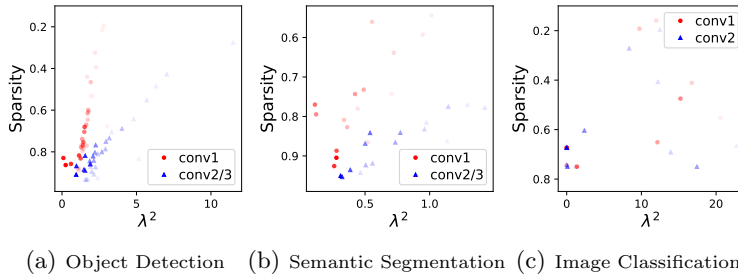 0.2
0.4
0.6
0.8
Sparsity
0
5
10
λ²
conv1
conv2/3
(a) Object Detection
0.6
0.7
0.8
0.9
Sparsity
0.5
1.0
λ²
conv1
conv2/3
(b) Semantic Segmentation
0.2
0.4
0.6
0.8
Sparsity
0
10
20
λ²
conv1
conv2
(c) Image Classification